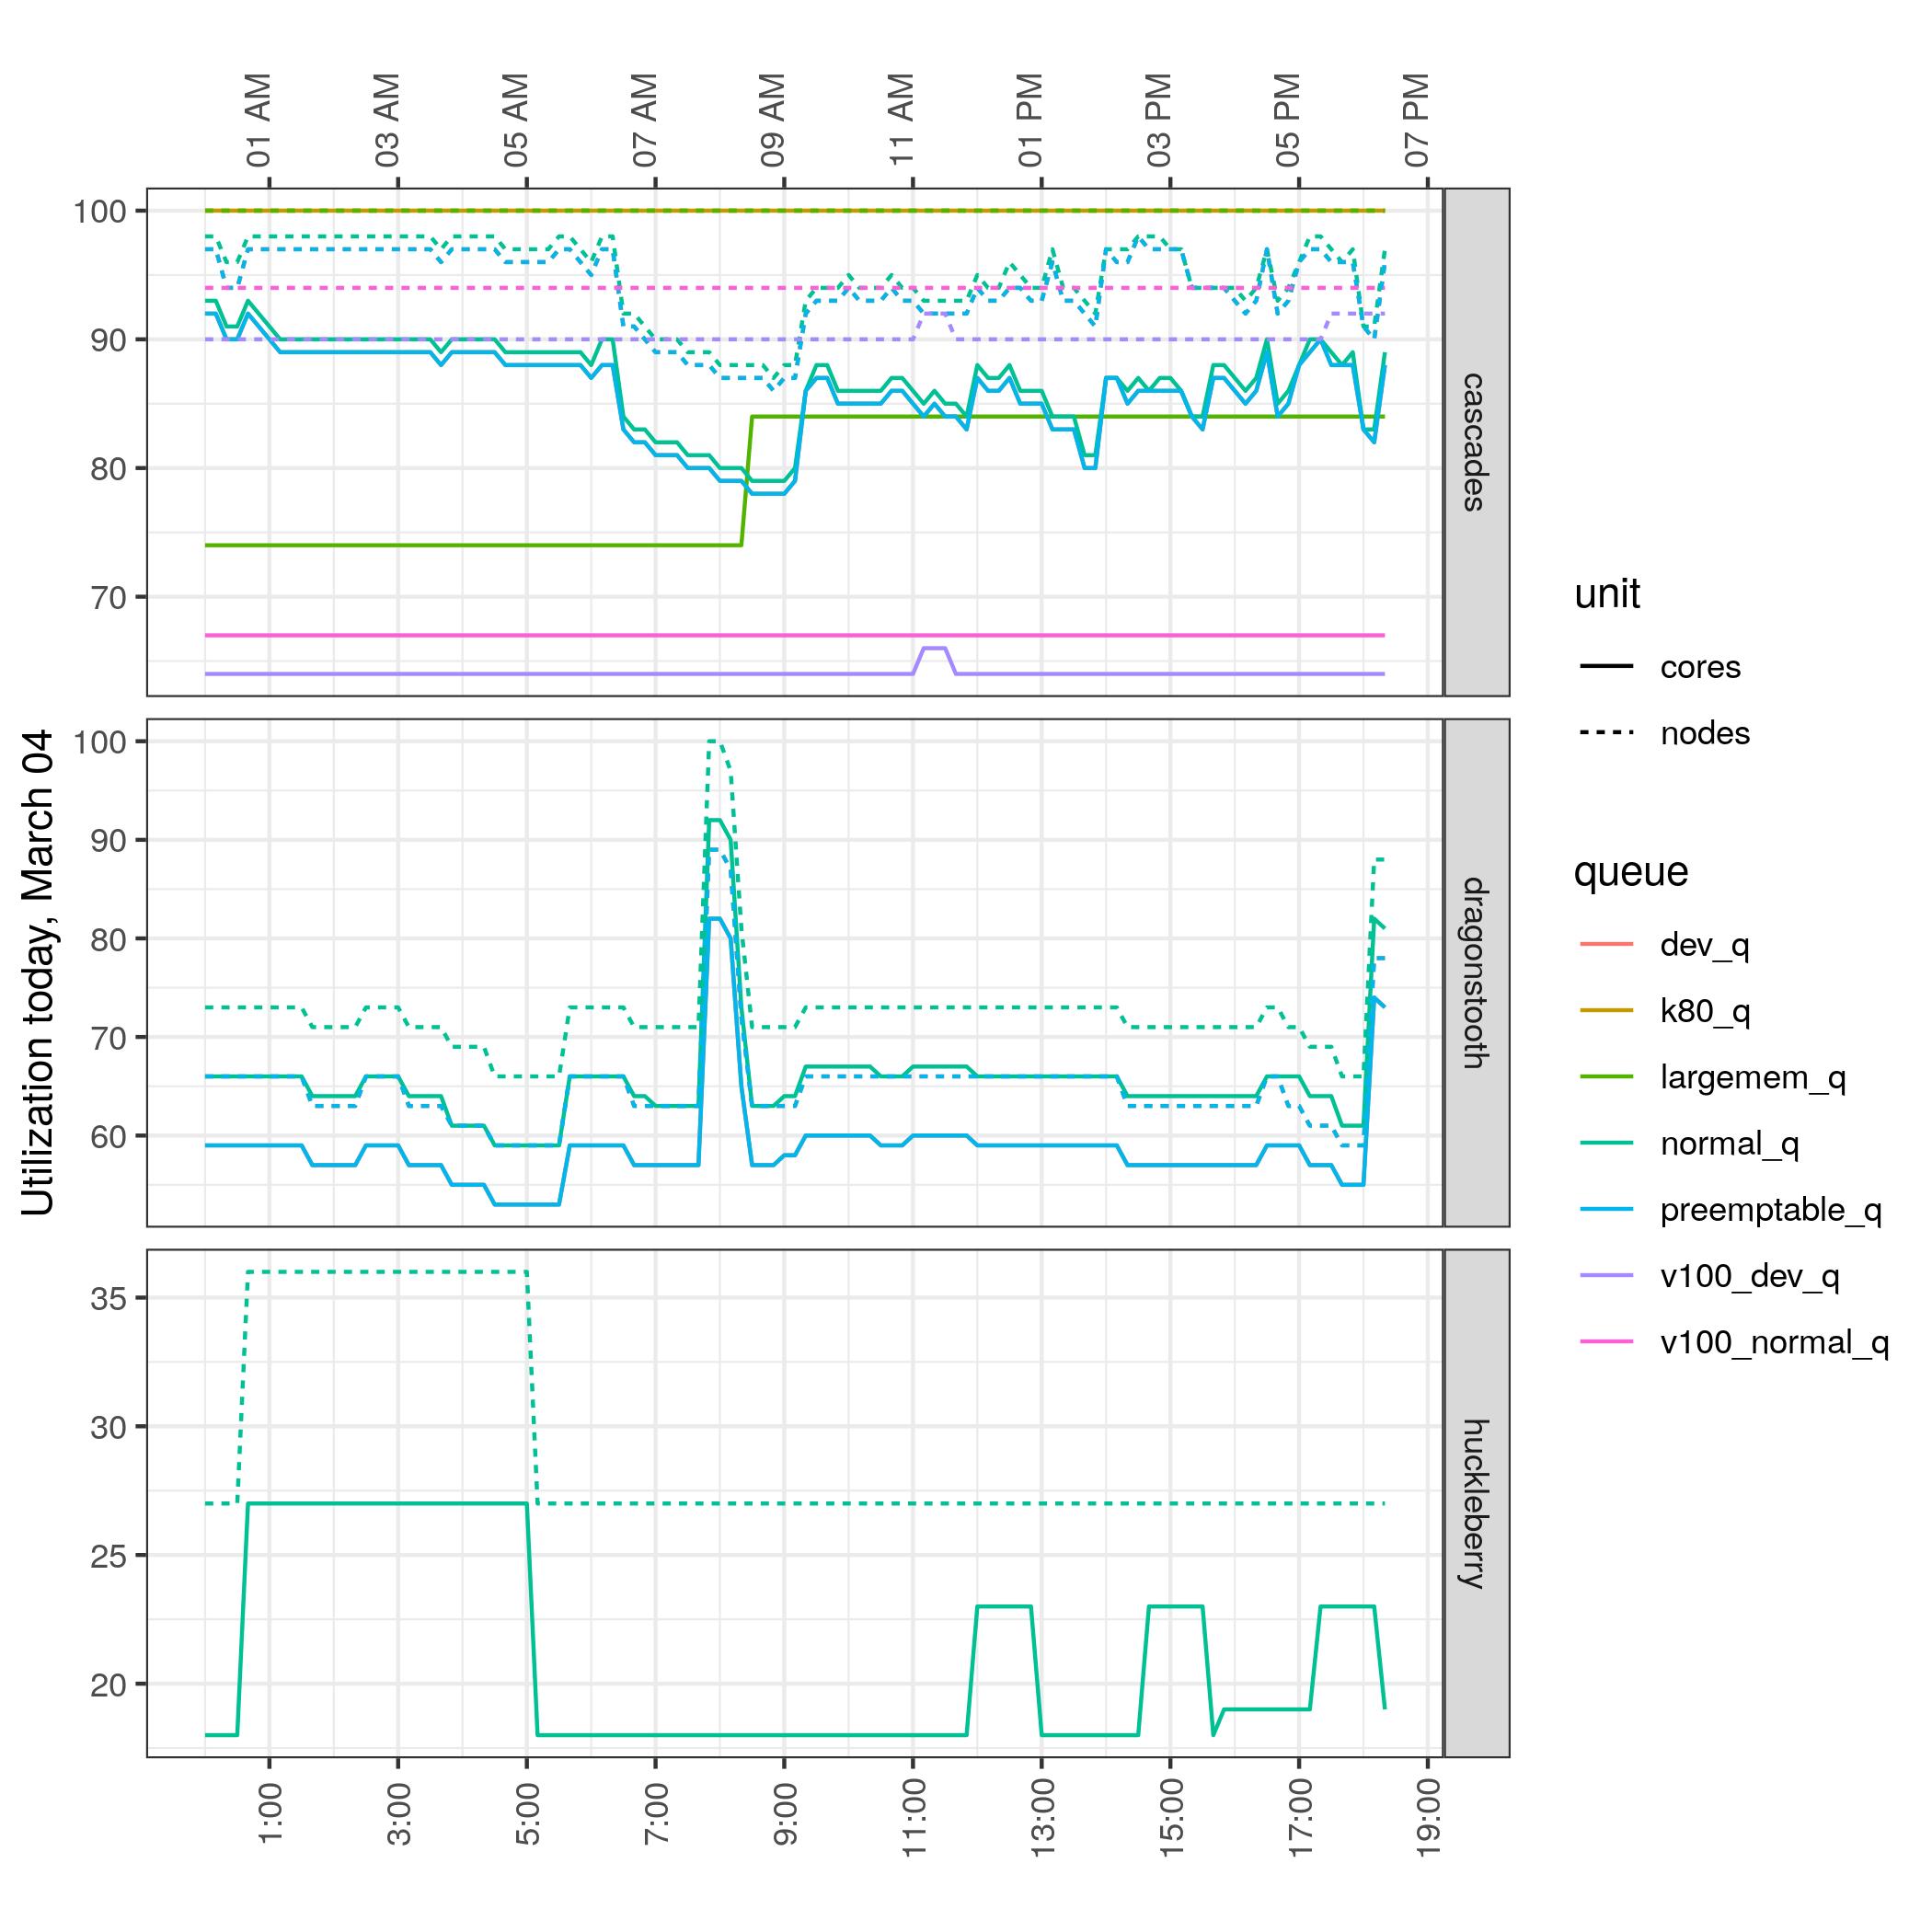 01 AM
03 AM
05 AM
07 AM
09 AM
11 AM
01 PM
03 PM
05 PM
07 PM
Utilization today, March 04
100
90
80
70
cascades
100
90
80
70
60
dragonstooth
35
30
25
20
huckleberry
1:00
3:00
5:00
7:00
9:00
11:00
13:00
15:00
17:00
19:00
unit
cores
nodes
queue
dev_q
k80_q
largemem_q
normal_q
preemptable_q
v100_dev_q
v100_normal_q